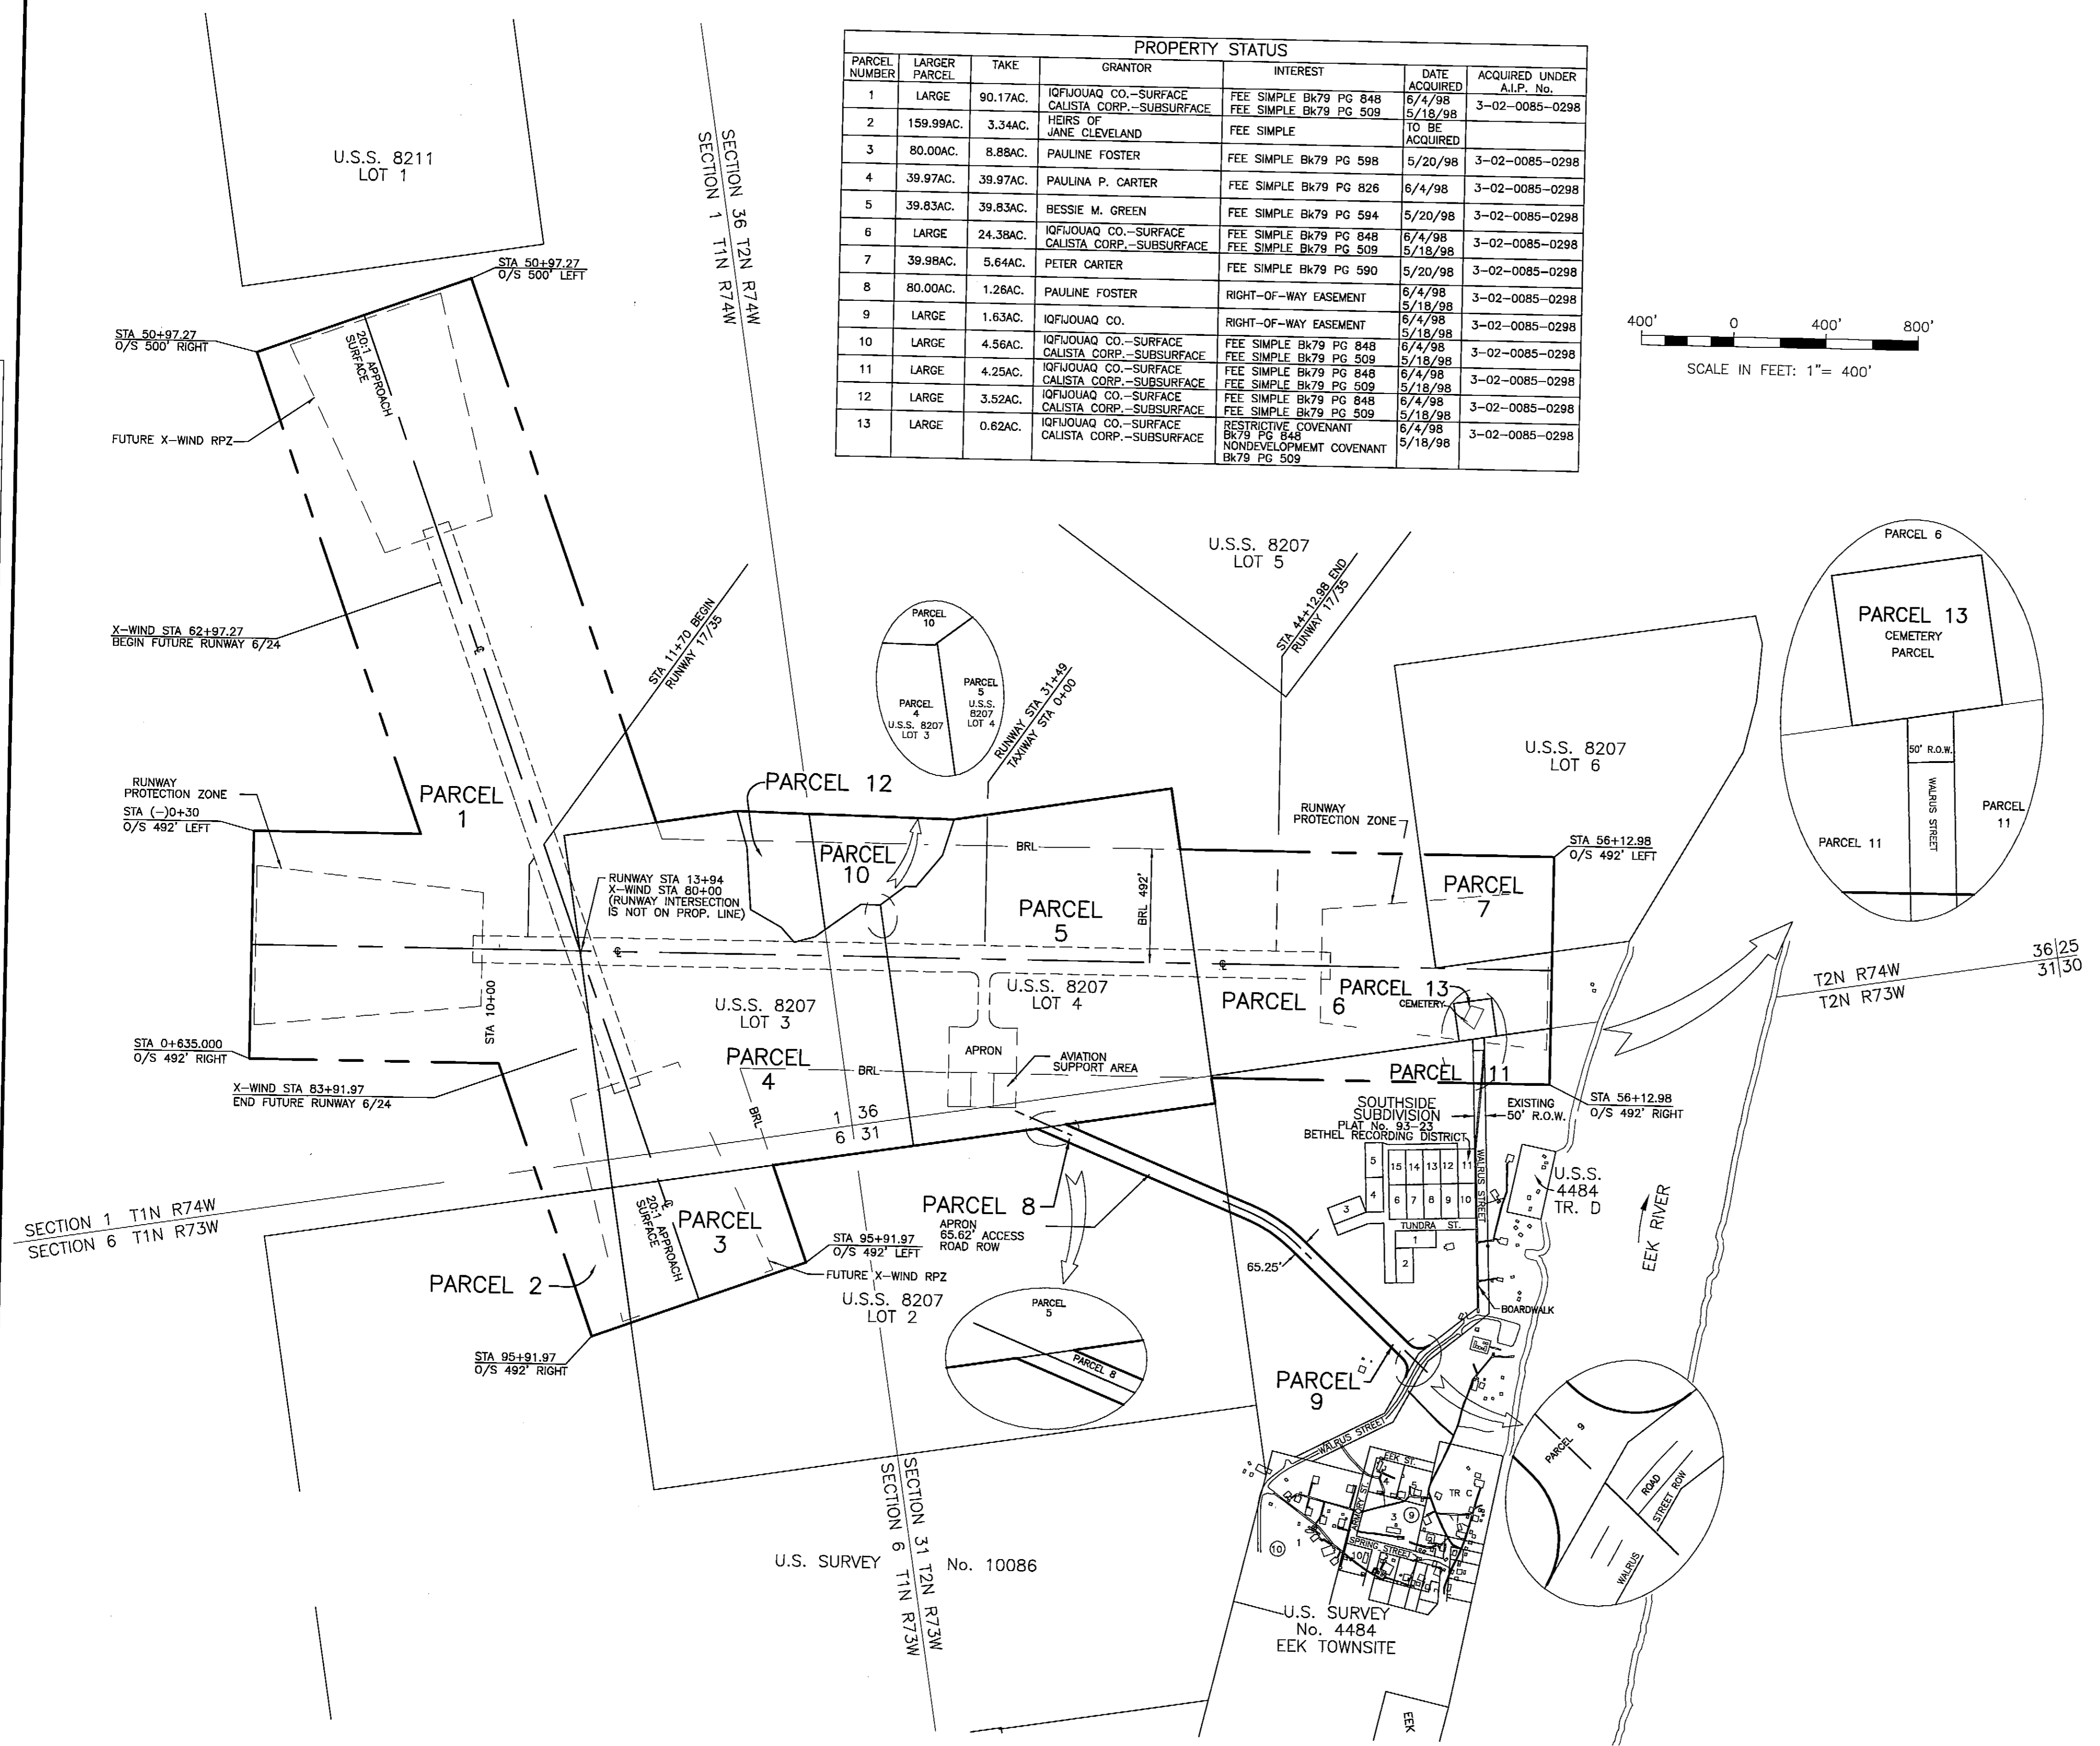 PROPERTY STATUS
PARCEL NUMBER LARGER PARCEL TAKE GRANTOR INTEREST DATE ACQUIRED ACQUIRED UNDER A.I.P. No.
1 LARGE 90.17AC. IQFIJOUAQ CO.-SURFACE FEE SIMPLE Bk79 PG 848 6/4/98 3-02-0085-0298
CALISTA CORP.-SUBSURFACE FEE SIMPLE Bk79 PG 509 5/18/98
2 159.99AC. 3.34AC. HEIRS OF JANE CLEVELAND FEE SIMPLE TO BE ACQUIRED
3 80.00AC. 8.88AC. PAULINE FOSTER FEE SIMPLE Bk79 PG 598 5/20/98 3-02-0085-0298
4 39.97AC. 39.97AC. PAULINA P. CARTER FEE SIMPLE Bk79 PG 826 6/4/98 3-02-0085-0298
5 39.83AC. 39.83AC. BESSIE M. GREEN FEE SIMPLE Bk79 PG 594 5/20/98 3-02-0085-0298
6 LARGE 24.38AC. IQFIJOUAQ CO.-SURFACE FEE SIMPLE Bk79 PG 848 6/4/98 3-02-0085-0298
CALISTA CORP.-SUBSURFACE FEE SIMPLE Bk79 PG 509 5/18/98
7 39.98AC. 5.64AC. PETER CARTER FEE SIMPLE Bk79 PG 590 5/20/98 3-02-0085-0298
8 80.00AC. 1.26AC. PAULINE FOSTER RIGHT-OF-WAY EASEMENT 6/4/98 5/18/98 3-02-0085-0298
9 LARGE 1.63AC. IQFIJOUAQ CO. RIGHT-OF-WAY EASEMENT 6/4/98 5/18/98 3-02-0085-0298
10 LARGE 4.56AC. IQFIJOUAQ CO.-SURFACE FEE SIMPLE Bk79 PG 848 6/4/98 3-02-0085-0298
CALISTA CORP.-SUBSURFACE FEE SIMPLE Bk79 PG 509 5/18/98
11 LARGE 4.25AC. IQFIJOUAQ CO.-SURFACE FEE SIMPLE Bk79 PG 848 6/4/98 3-02-0085-0298
CALISTA CORP.-SUBSURFACE FEE SIMPLE Bk79 PG 509 5/18/98
12 LARGE 3.52AC. IQFIJOUAQ CO.-SURFACE FEE SIMPLE Bk79 PG 848 6/4/98 3-02-0085-0298
CALISTA CORP.-SUBSURFACE FEE SIMPLE Bk79 PG 509 5/18/98
13 LARGE 0.62AC. IQFIJOUAQ CO.-SURFACE RESTRICTIVE COVENANT 6/4/98 3-02-0085-0298
CALISTA CORP.-SUBSURFACE Bk79 PG 848 5/18/98
NONDEVELOPMEMT COVENANT
Bk79 PG 509
400' 0 400' 800'
SCALE IN FEET: 1"= 400'
U.S.S. 8211
LOT 1
SECTION 36 T2N R74W
SECTION 1 T1N R74W
STA 50+97.27
O/S 500' LEFT
STA 50+97.27
O/S 500' RIGHT
20:1 APPROACH
SURFACE
FUTURE X-WIND RPZ
X-WIND STA 62+97.27
BEGIN FUTURE RUNWAY 6/24
STA 11+70 BEGIN
RUNWAY 17/35
PARCEL
10
PARCEL
4
U.S.S. 8207
LOT 3
PARCEL
5
U.S.S.
8207
LOT 4
RUNWAY STA 31+49
TAXIWAY STA 0+00
U.S.S. 8207
LOT 5
STA 44+12.98 END
RUNWAY 17/35
U.S.S. 8207
LOT 6
PARCEL 6
PARCEL 13
CEMETERY
PARCEL
50' R.O.W.
WALRUS STREET
PARCEL 11
PARCEL
11
RUNWAY
PROTECTION ZONE
STA (-)0+30
O/S 492' LEFT
PARCEL
1
PARCEL 12
PARCEL
10
BRL
RUNWAY
PROTECTION ZONE
STA 56+12.98
O/S 492' LEFT
PARCEL
7
RUNWAY STA 13+94
X-WIND STA 80+00
(RUNWAY INTERSECTION
IS NOT ON PROP. LINE)
PARCEL
5
BRL 492'
STA 10+00
U.S.S. 8207
LOT 3
U.S.S. 8207
LOT 4
PARCEL
6
PARCEL 13
CEMETERY
T2N R74W
T2N R73W
36 25
31 30
STA 0+635.000
O/S 492' RIGHT
X-WIND STA 83+91.97
END FUTURE RUNWAY 6/24
PARCEL
4
BRL
BRL
APRON
AVIATION
SUPPORT AREA
1 36
6 31
PARCEL 11
STA 56+12.98
O/S 492' RIGHT
SOUTHSIDE
SUBDIVISION
PLAT No. 93-23
BETHEL RECORDING DISTRICT
EXISTING
50' R.O.W.
5
15 14 13 12 11
4
6 7 8 9 10
3
TUNDRA ST.
1
2
WALRUS STREET
U.S.S.
4484
TR. D
EEK RIVER
SECTION 1 T1N R74W
SECTION 6 T1N R73W
PARCEL 2
20:1 APPROACH
SURFACE
PARCEL
3
STA 95+91.97
O/S 492' LEFT
FUTURE X-WIND RPZ
STA 95+91.97
O/S 492' RIGHT
U.S.S. 8207
LOT 2
PARCEL 8
APRON
65.62' ACCESS
ROAD ROW
65.25'
BOARDWALK
PARCEL
5
PARCEL 8
PARCEL
9
WALRUS STREET
EEK ST.
ARMORY ST.
SPRING STREET
TR C
4
5
3
9
10
1
10
PARCEL 9
ROAD
STREET ROW
WALRUS
SECTION 31 T2N R73W
SECTION 6 T1N R73W
U.S. SURVEY No. 10086
U.S. SURVEY
No. 4484
EEK TOWNSITE
EEK